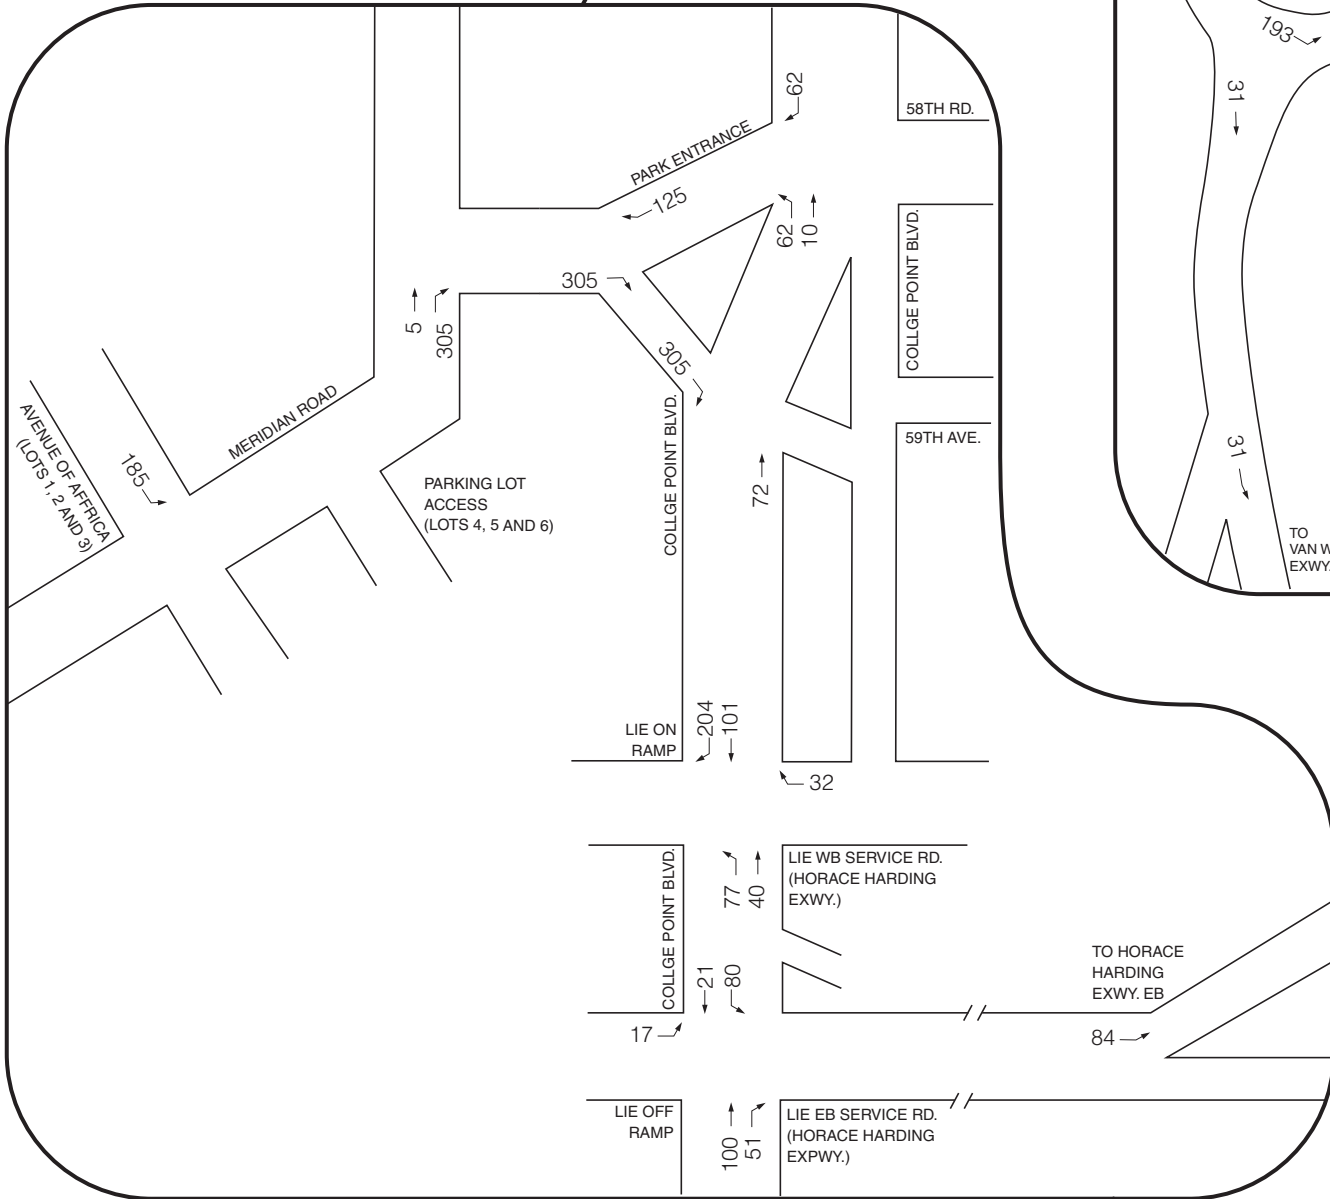 193
31
62
58TH RD.
PARK ENTRANCE
125
62
10
COLLGE POINT BLVD.
305
5
305
305
MERIDIAN ROAD
AVENUE OF AFFRICA
(LOTS 1, 2 AND 3)
185
PARKING LOT
ACCESS
(LOTS 4, 5 AND 6)
COLLGE POINT BLVD.
72
59TH AVE.
31
TO
VAN W
EXWY.
LIE ON
RAMP
204
101
32
COLLGE POINT BLVD.
77
40
LIE WB SERVICE RD.
(HORACE HARDING
EXWY.)
21
80
17
TO HORACE
HARDING
EXWY. EB
84
LIE OFF
RAMP
100
51
LIE EB SERVICE RD.
(HORACE HARDING
EXPWY.)